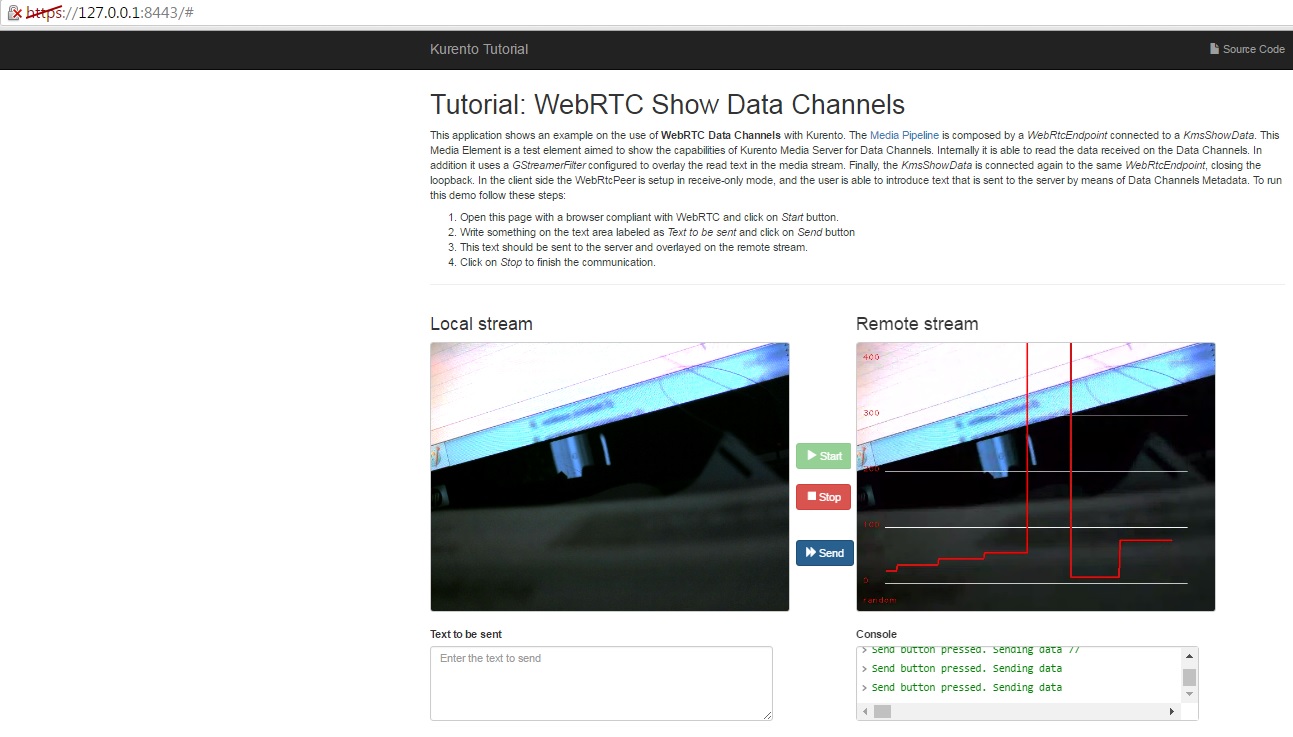 https://127.0.0.1:8443/#
Kurento Tutorial
Source Code
Tutorial: WebRTC Show Data Channels
This application shows an example on the use of WebRTC Data Channels with Kurento. The Media Pipeline is composed by a WebRtcEndpoint connected to a KmsShowData. This
Media Element is a test element aimed to show the capabilities of Kurento Media Server for Data Channels. Internally it is able to read the data received on the Data Channels. In
addition it uses a GStreamerFilter configured to overlay the read text in the media stream. Finally, the KmsShowData is connected again to the same WebRtcEndpoint, closing the
loopback. In the client side the WebRtcPeer is setup in receive-only mode, and the user is able to introduce text that is sent to the server by means of Data Channels Metadata. To run
this demo follow these steps:
1. Open this page with a browser compliant with WebRTC and click on Start button.
2. Write something on the text area labeled as Text to be sent and click on Send button
3. This text should be sent to the server and overlayed on the remote stream.
4. Click on Stop to finish the communication.
Local stream
Remote stream
400
300
200
100
0
random
Start
Stop
Send
Text to be sent
Enter the text to send
Console
> Send button pressed. Sending data //
> Send button pressed. Sending data
> Send button pressed. Sending data